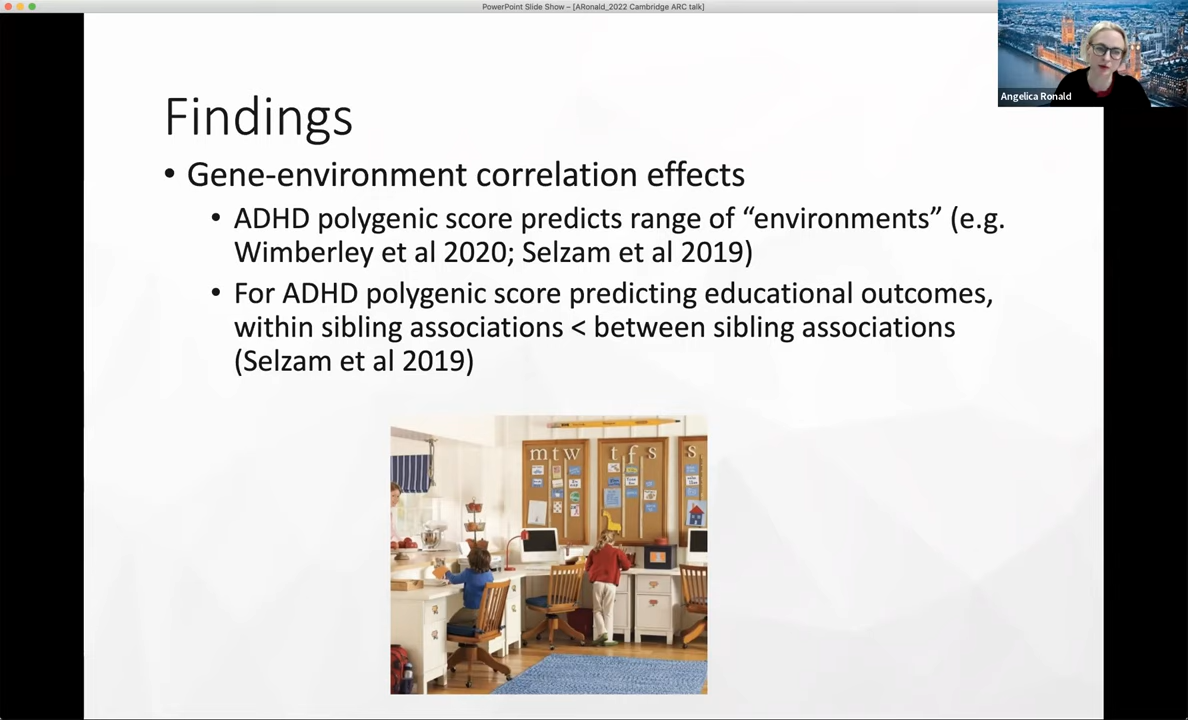 PowerPoint Slide Show – [ARonald_2022 Cambridge ARC talk]
Angelica Ronald
Findings
• Gene-environment correlation effects
• ADHD polygenic score predicts range of “environments” (e.g.
Wimberley et al 2020; Selzam et al 2019)
• For ADHD polygenic score predicting educational outcomes,
within sibling associations < between sibling associations
(Selzam et al 2019)
m t w t f s s